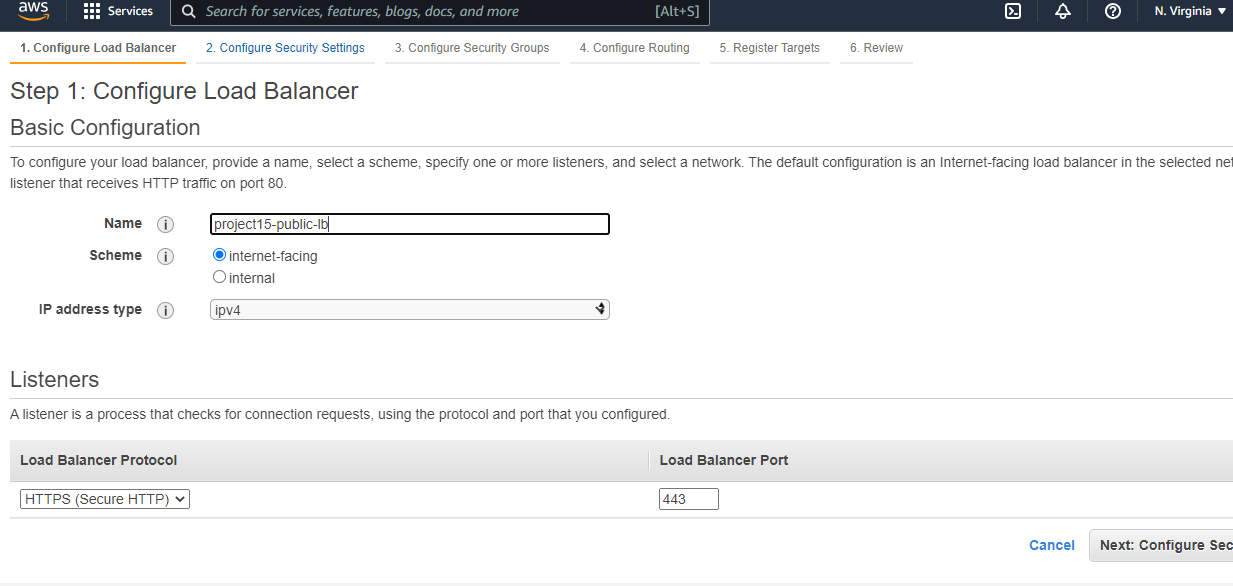 aws Services Search for services, features, blogs, docs, and more [Alt+S] N. Virginia
1. Configure Load Balancer 2. Configure Security Settings 3. Configure Security Groups 4. Configure Routing 5. Register Targets 6. Review
Step 1: Configure Load Balancer
Basic Configuration
To configure your load balancer, provide a name, select a scheme, specify one or more listeners, and select a network. The default configuration is an Internet-facing load balancer in the selected
listener that receives HTTP traffic on port 80.
Name i project15-public-lb
Scheme i internet-facing
internal
IP address type i ipv4
Listeners
A listener is a process that checks for connection requests, using the protocol and port that you configured.
Load Balancer Protocol Load Balancer Port
HTTPS (Secure HTTP) 443
Cancel Next: Configure Sec